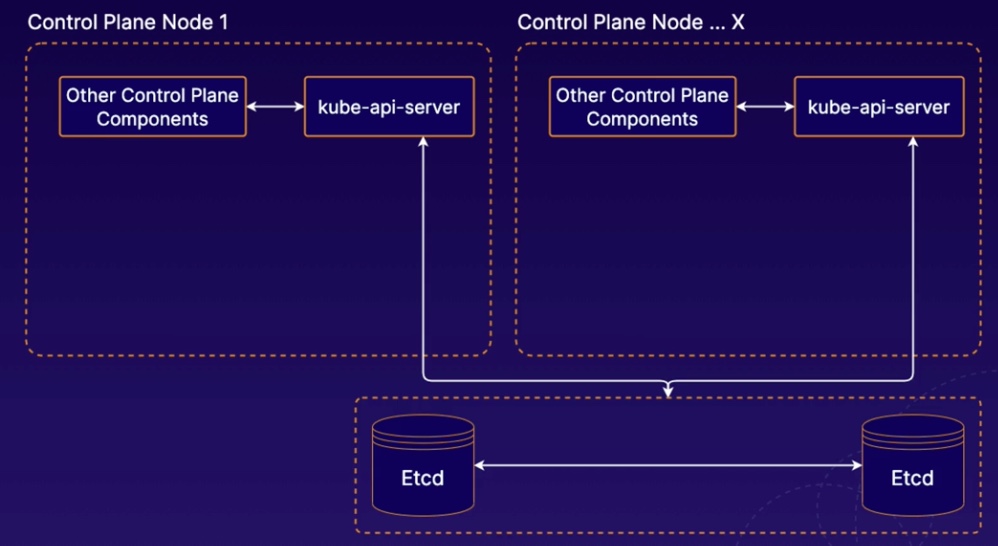 Control Plane Node 1
Control Plane Node ... X
Other Control Plane
Components
kube-api-server
Other Control Plane
Components
kube-api-server
Etcd
Etcd